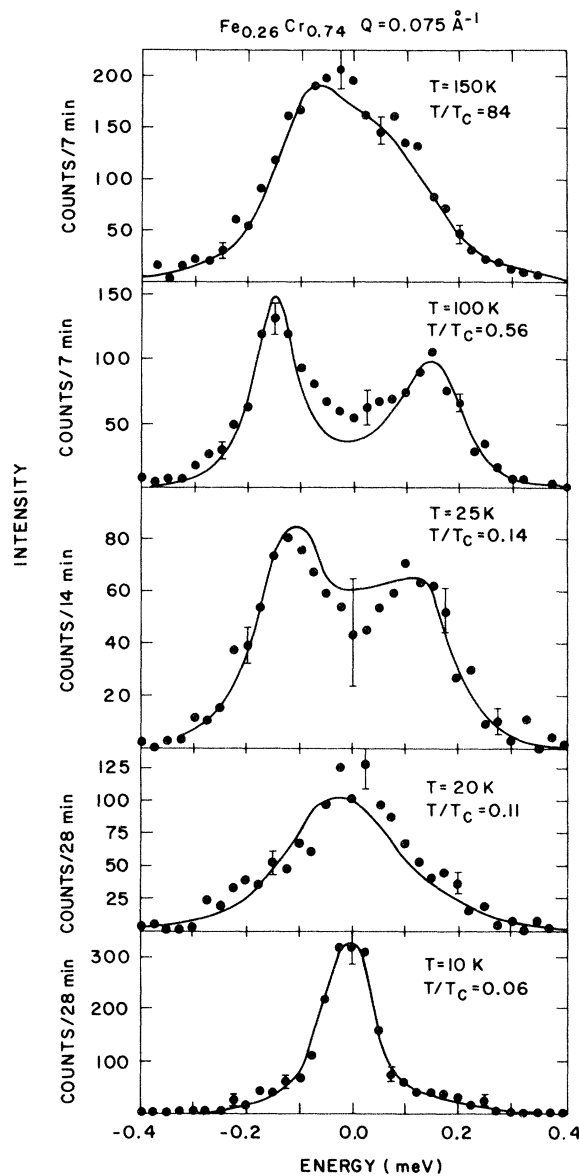 Fe0.26Cr0.74 Q=0.075 Å-1
T=150K
T/TC=84
COUNTS/7 min
200
150
100
50
T=100K
T/TC=0.56
COUNTS/7 min
150
100
50
INTENSITY
T=25K
T/TC=0.14
COUNTS/14 min
80
60
40
20
T=20K
T/TC=0.11
COUNTS/28 min
125
100
75
50
25
T=10K
T/TC=0.06
COUNTS/28 min
300
200
100
-0.4 -0.2 0.0 0.2 0.4
ENERGY (meV)